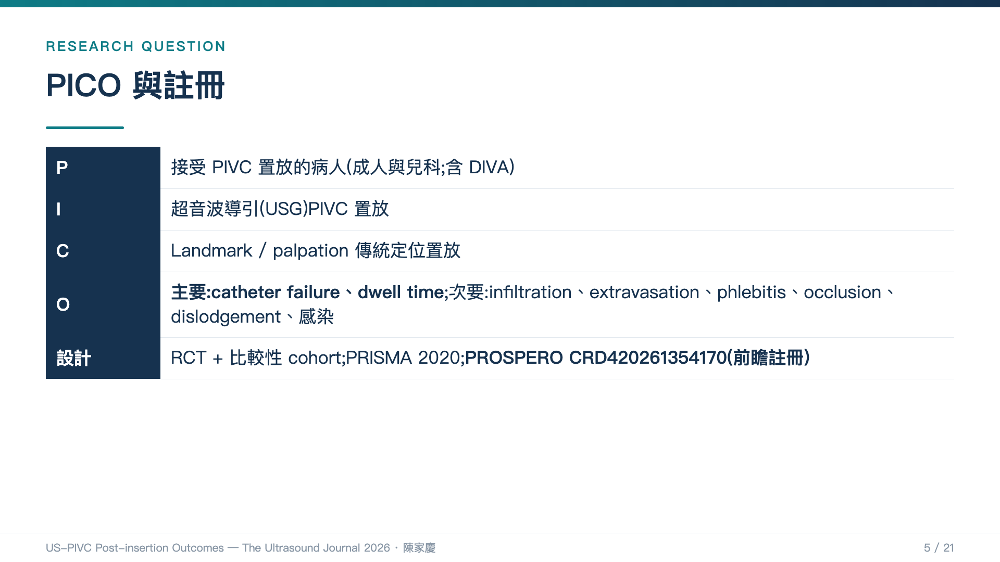 RESEARCH QUESTION
PICO 與註冊
P
接受 PIVC 置放的病人(成人與兒科;含 DIVA)
I
超音波導引(USG)PIVC 置放
C
Landmark / palpation 傳統定位置放
O
主要:catheter failure、dwell time;次要:infiltration、extravasation、phlebitis、occlusion、
dislodgement、感染
設計
RCT + 比較性 cohort;PRISMA 2020;PROSPERO CRD420261354170(前瞻註冊)
US-PIVC Post-insertion Outcomes — The Ultrasound Journal 2026 · 陳家慶
5 / 21